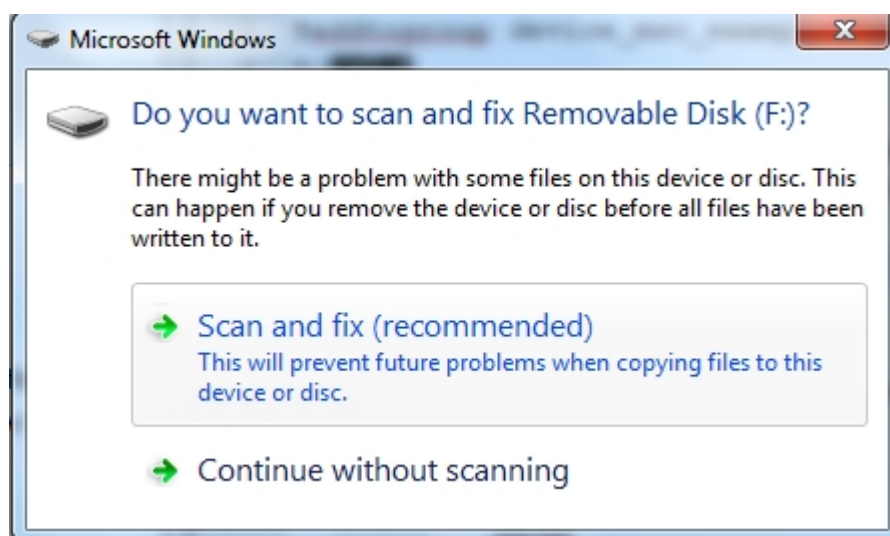 Microsoft Windows
Do you want to scan and fix Removable Disk (F:)?
There might be a problem with some files on this device or disc. This
can happen if you remove the device or disc before all files have been
written to it.
Scan and fix (recommended)
This will prevent future problems when copying files to this
device or disc.
Continue without scanning